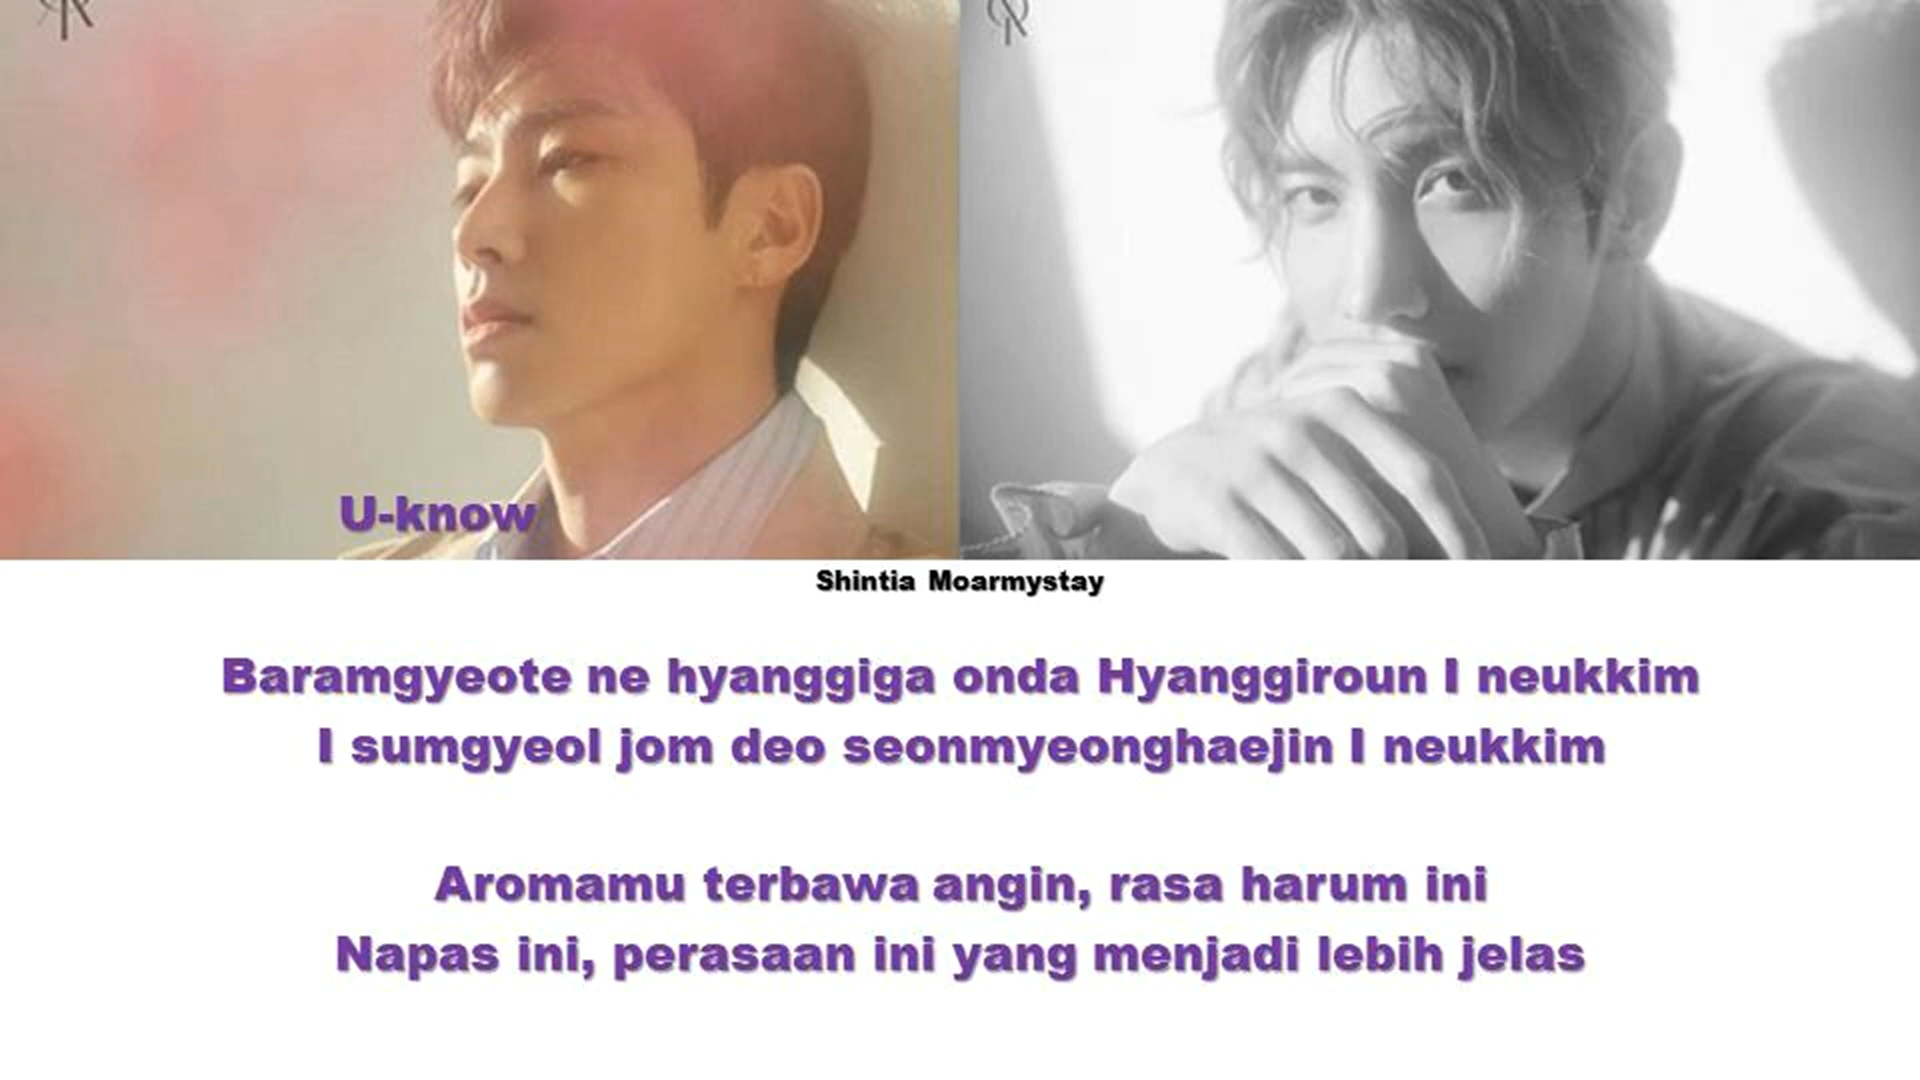 U-know
Shintia Moarmystay
Baramgyeote ne hyanggiga onda Hyanggiroun I neukkim
I sumgyeol jom deo seonmyeonghaejin I neukkim
Aromamu terbawa angin, rasa harum ini
Napas ini, perasaan ini yang menjadi lebih jelas